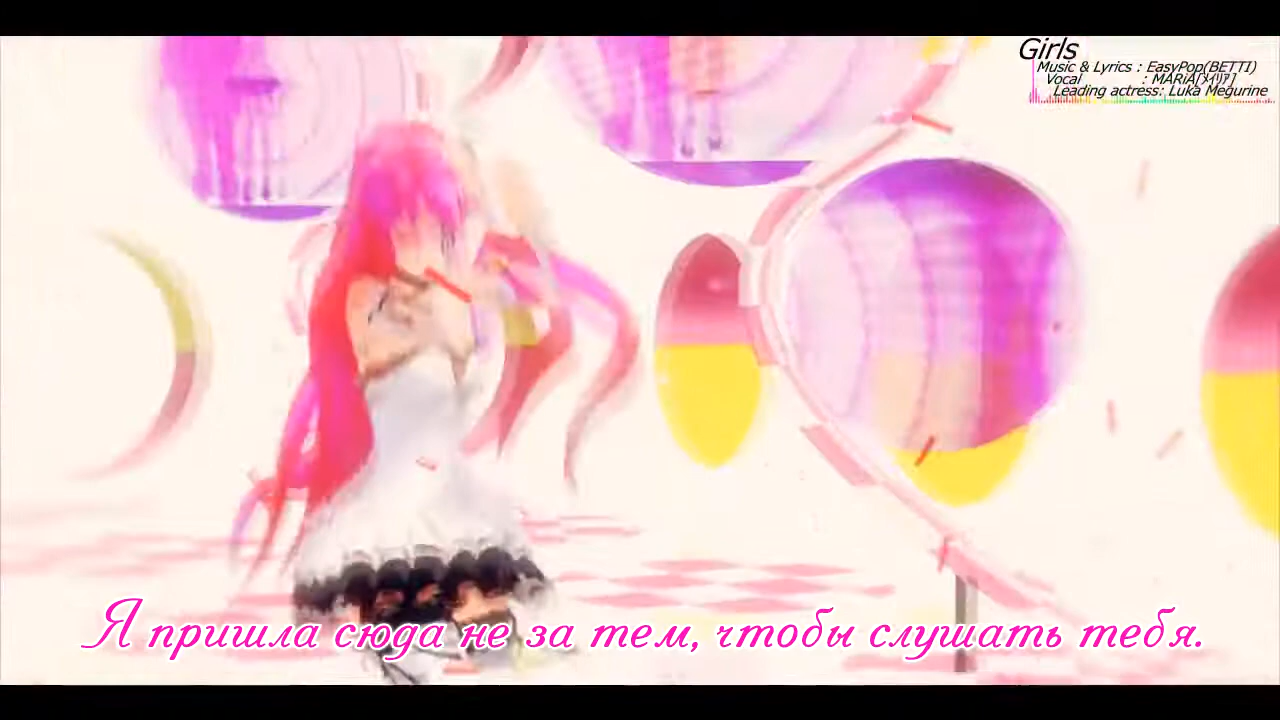 Girls
Music & Lyrics : EasyPop(BETTI)
Vocal : MARiA[メイリア]
Leading actress: Luka Megurine
Я пришла сюда не за тем, чтобы слушать тебя.